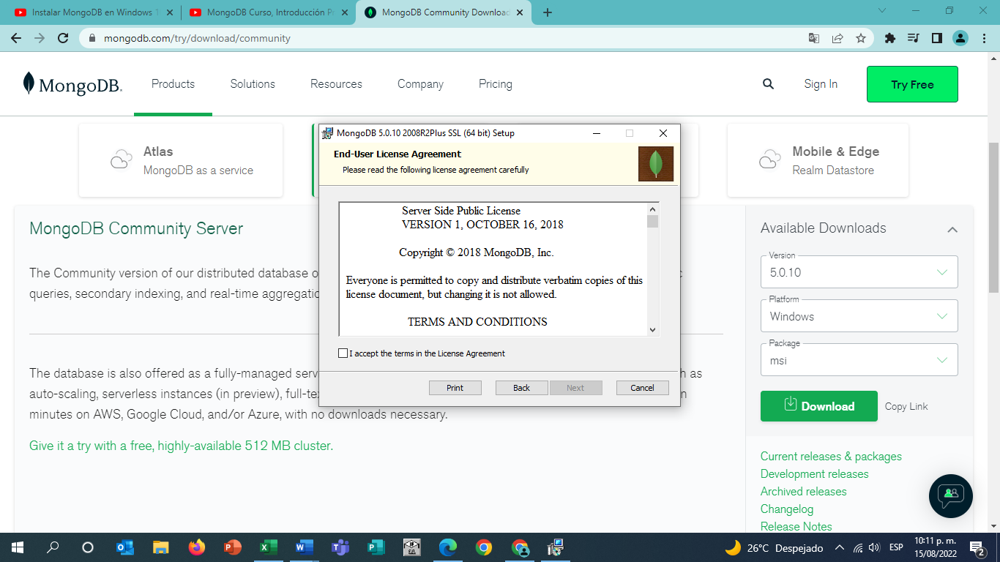 Instalar MongoDB en Windows 1
MongoDB Curso, Introducción Pr
MongoDB Community Download
mongodb.com/try/download/community
MongoDB.
Products
Solutions
Resources
Company
Pricing
Sign In
Try Free
Atlas
MongoDB as a service
Mobile & Edge
Realm Datastore
MongoDB 5.0.10 2008R2Plus SSL (64 bit) Setup
End-User License Agreement
Please read the following license agreement carefully
Server Side Public License
VERSION 1, OCTOBER 16, 2018
Copyright © 2018 MongoDB, Inc.
Everyone is permitted to copy and distribute verbatim copies of this
license document, but changing it is not allowed.
TERMS AND CONDITIONS
I accept the terms in the License Agreement
Print
Back
Next
Cancel
MongoDB Community Server
The Community version of our distributed database o
queries, secondary indexing, and real-time aggregatio
The database is also offered as a fully-managed serv h as
auto-scaling, serverless instances (in preview), full-te n
minutes on AWS, Google Cloud, and/or Azure, with no downloads necessary.
Give it a try with a free, highly-available 512 MB cluster.
Available Downloads
Version
5.0.10
Platform
Windows
Package
msi
Download
Copy Link
Current releases & packages
Development releases
Archived releases
Changelog
Release Notes
26°C Despejado
ESP
10:11 p. m.
15/08/2022
2